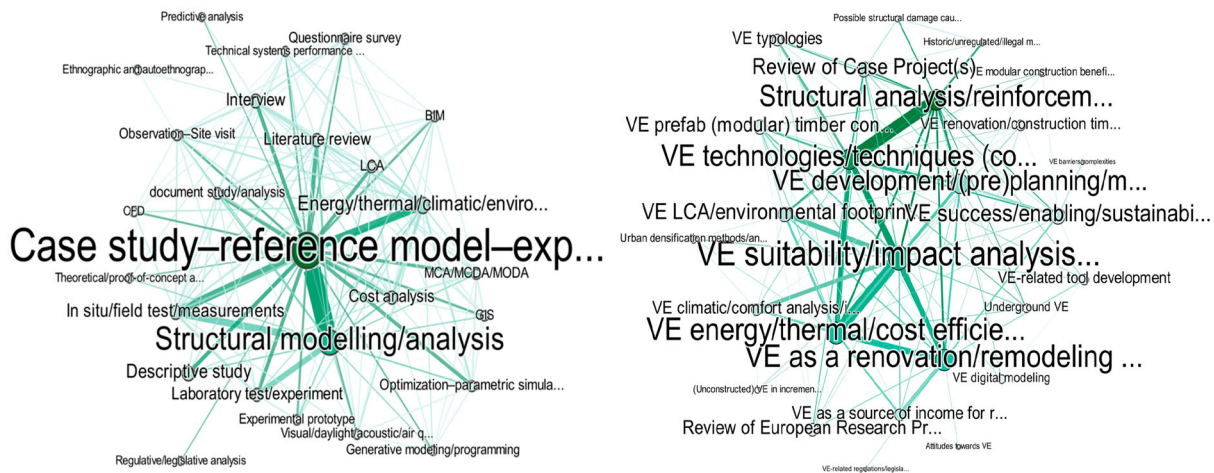 Predictive analysis
Questionnaire survey
Technical systems performance ...
Ethnographic and autoethnograp...
Interview
BIM
Observation–Site visit
Literature review
LCA
document study/analysis
Energy/thermal/climatic/enviro...
CFD
Case study–reference model–exp...
Theoretical/proof-of-concept a...
MCA/MCDA/MODA
Cost analysis
In situ/field test/measurements
GIS
Structural modelling/analysis
Descriptive study
Optimization–parametric simula...
Laboratory test/experiment
Experimental prototype
Visual/daylight/acoustic/air q...
Generative modeling/programming
Regulative/legislative analysis
Possible structural damage cau...
VE typologies
Historic/unregulated/illegal m...
Review of Case Project(s)
VE modular construction benefi...
Structural analysis/reinforcem...
VE prefab (modular) timber con...
VE renovation/construction tim...
VE technologies/techniques (co...
VE barriers/complexities
VE development/(pre)planning/m...
VE LCA/environmental footprin
VE success/enabling/sustainabi...
Urban densification methods/an...
VE suitability/impact analysis...
VE-related tool development
VE climatic/comfort analysis/i...
Underground VE
VE energy/thermal/cost efficie...
VE as a renovation/remodeling ...
VE digital modeling
(Unconstructed) VE in incremen...
VE as a source of income for r...
Review of European Research Pr...
Attitudes towards VE
VE-related regulations/legisla...